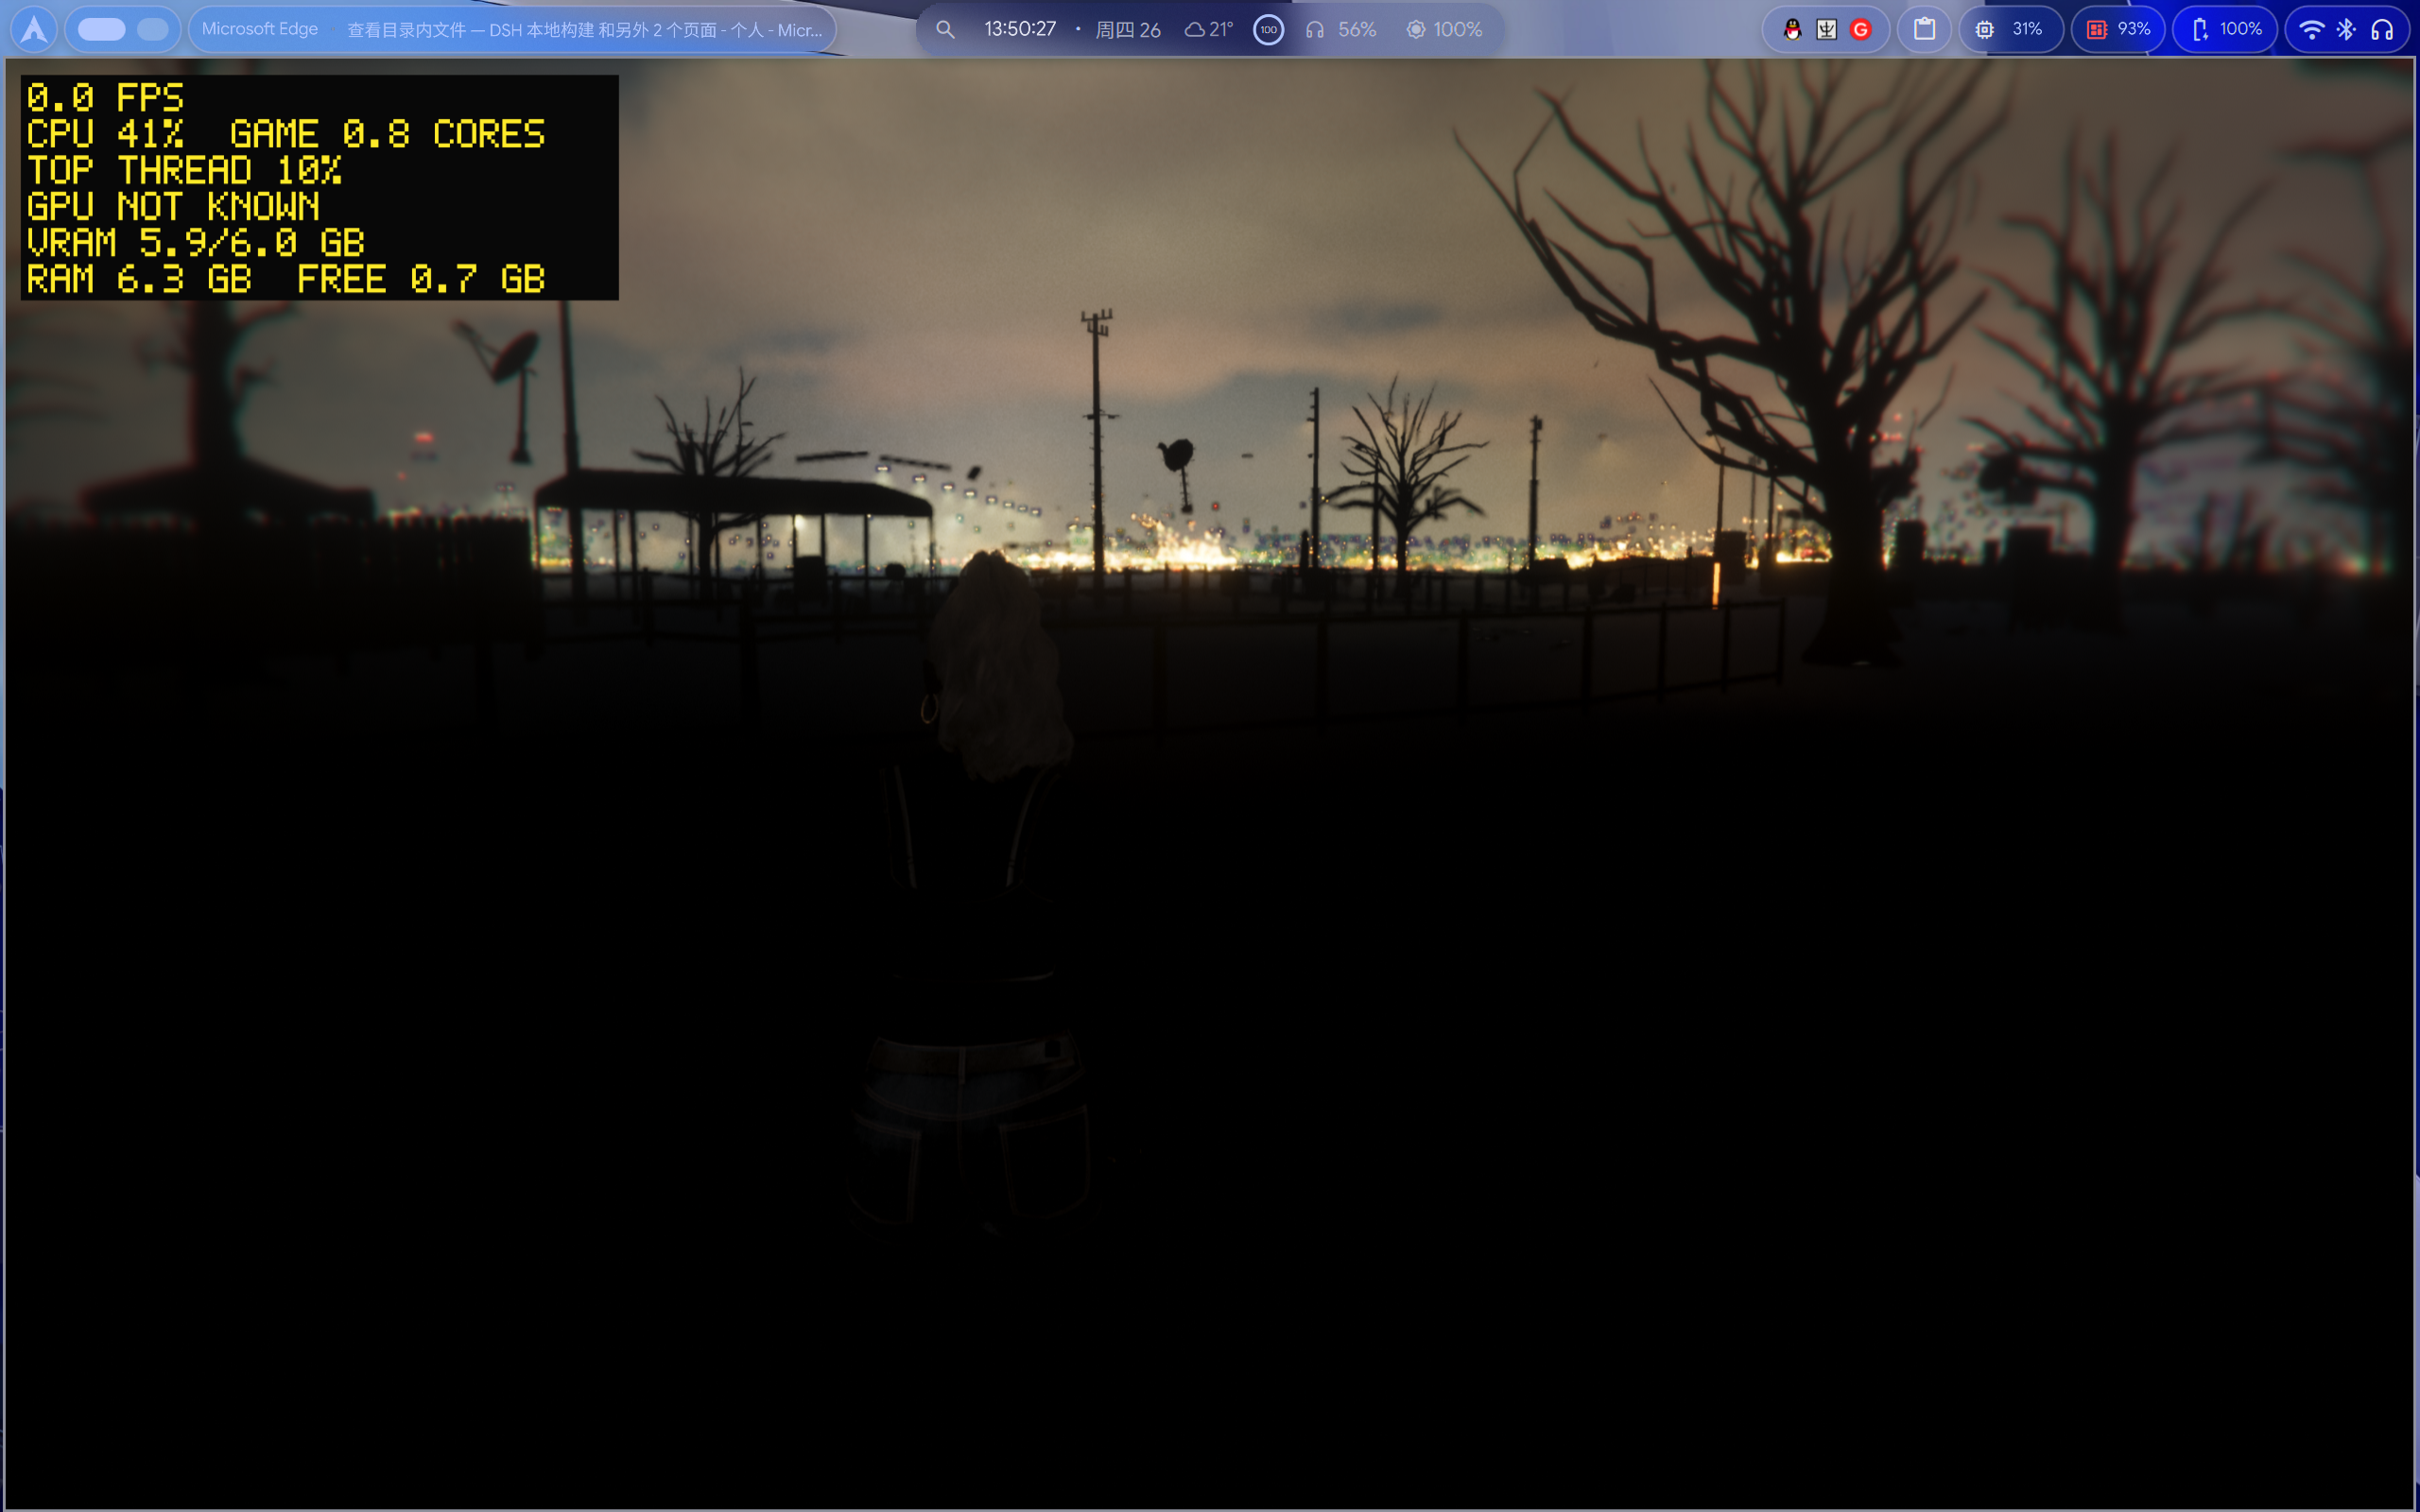 Microsoft Edge 查看目录内文件 — DSH 本地构建 和另外 2 个页面 - 个人 - Micr...
13:50:27 • 周四 26 21° 100 56% 100%
G 31% 93% 100%
0.0 FPS
CPU 41% GAME 0.8 CORES
TOP THREAD 10%
GPU NOT KNOWN
VRAM 5.9/6.0 GB
RAM 6.3 GB FREE 0.7 GB